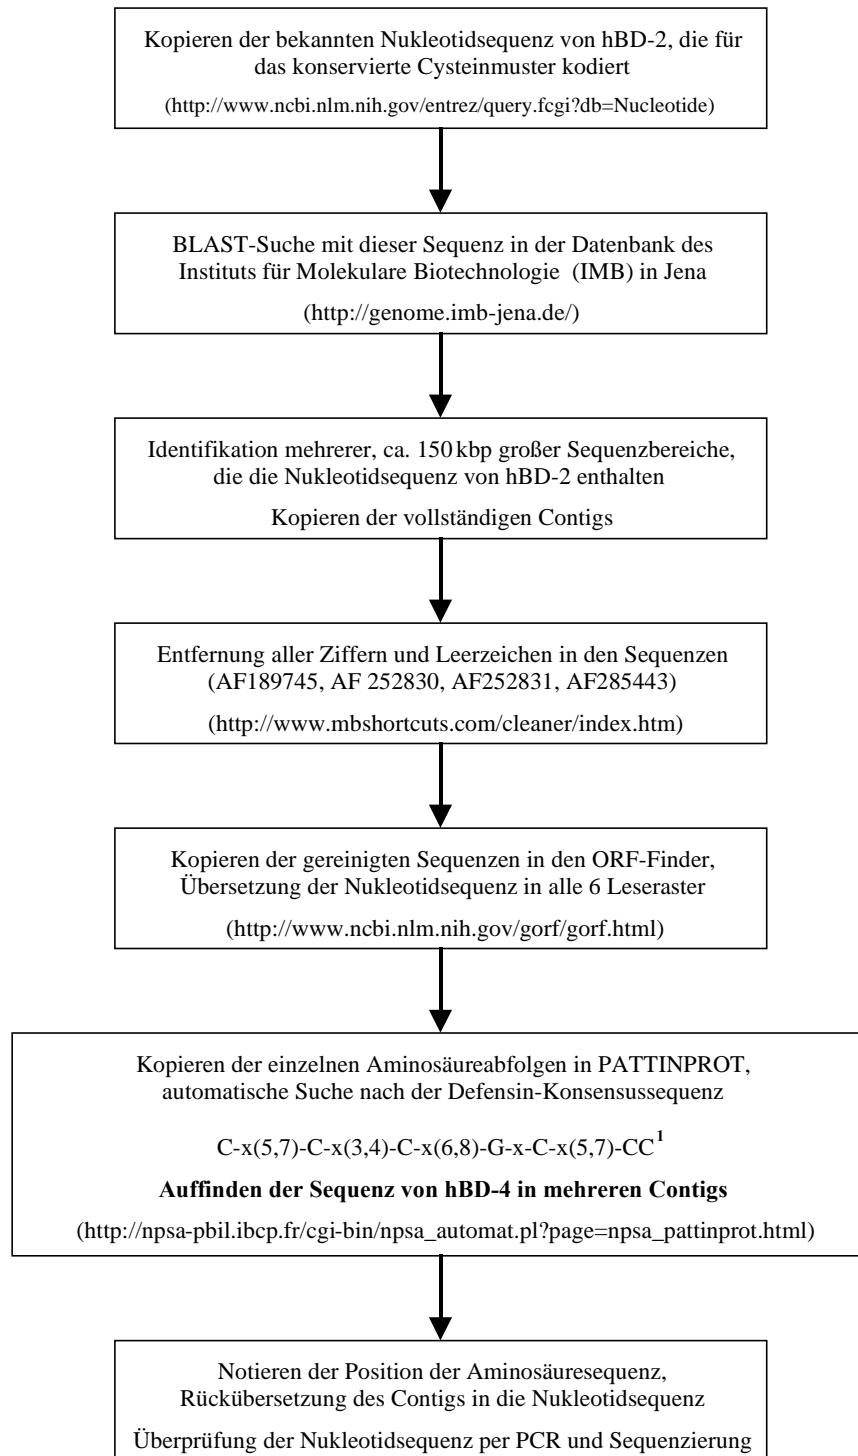 Kopieren der bekannten Nukleotidsequenz von hBD-2, die für
das konservierte Cysteinmuster kodiert
(http://www.ncbi.nlm.nih.gov/entrez/query.fcgi?db=Nucleotide)
BLAST-Suche mit dieser Sequenz in der Datenbank des
Instituts für Molekulare Biotechnologie (IMB) in Jena
(http://genome.imb-jena.de/)
Identifikation mehrerer, ca. 150 kbp großer Sequenzbereiche,
die die Nukleotidsequenz von hBD-2 enthalten
Kopieren der vollständigen Contigs
Entfernung aller Ziffern und Leerzeichen in den Sequenzen
(AF189745, AF 252830, AF252831, AF285443)
(http://www.mbshortcuts.com/cleaner/index.htm)
Kopieren der gereinigten Sequenzen in den ORF-Finder,
Übersetzung der Nukleotidsequenz in alle 6 Leseraster
(http://www.ncbi.nlm.nih.gov/gorf/gorf.html)
Kopieren der einzelnen Aminosäureabfolgen in PATTINPROT,
automatische Suche nach der Defensin-Konsensussequenz
C-x(5,7)-C-x(3,4)-C-x(6,8)-G-x-C-x(5,7)-CC¹
Auffinden der Sequenz von hBD-4 in mehreren Contigs
(http://npsa-pbil.ibcp.fr/cgi-bin/npsa_automat.pl?page=npsa_pattinprot.html)
Notieren der Position der Aminosäuresequenz,
Rückübersetzung des Contigs in die Nukleotidsequenz
Überprüfung der Nukleotidsequenz per PCR und Sequenzierung